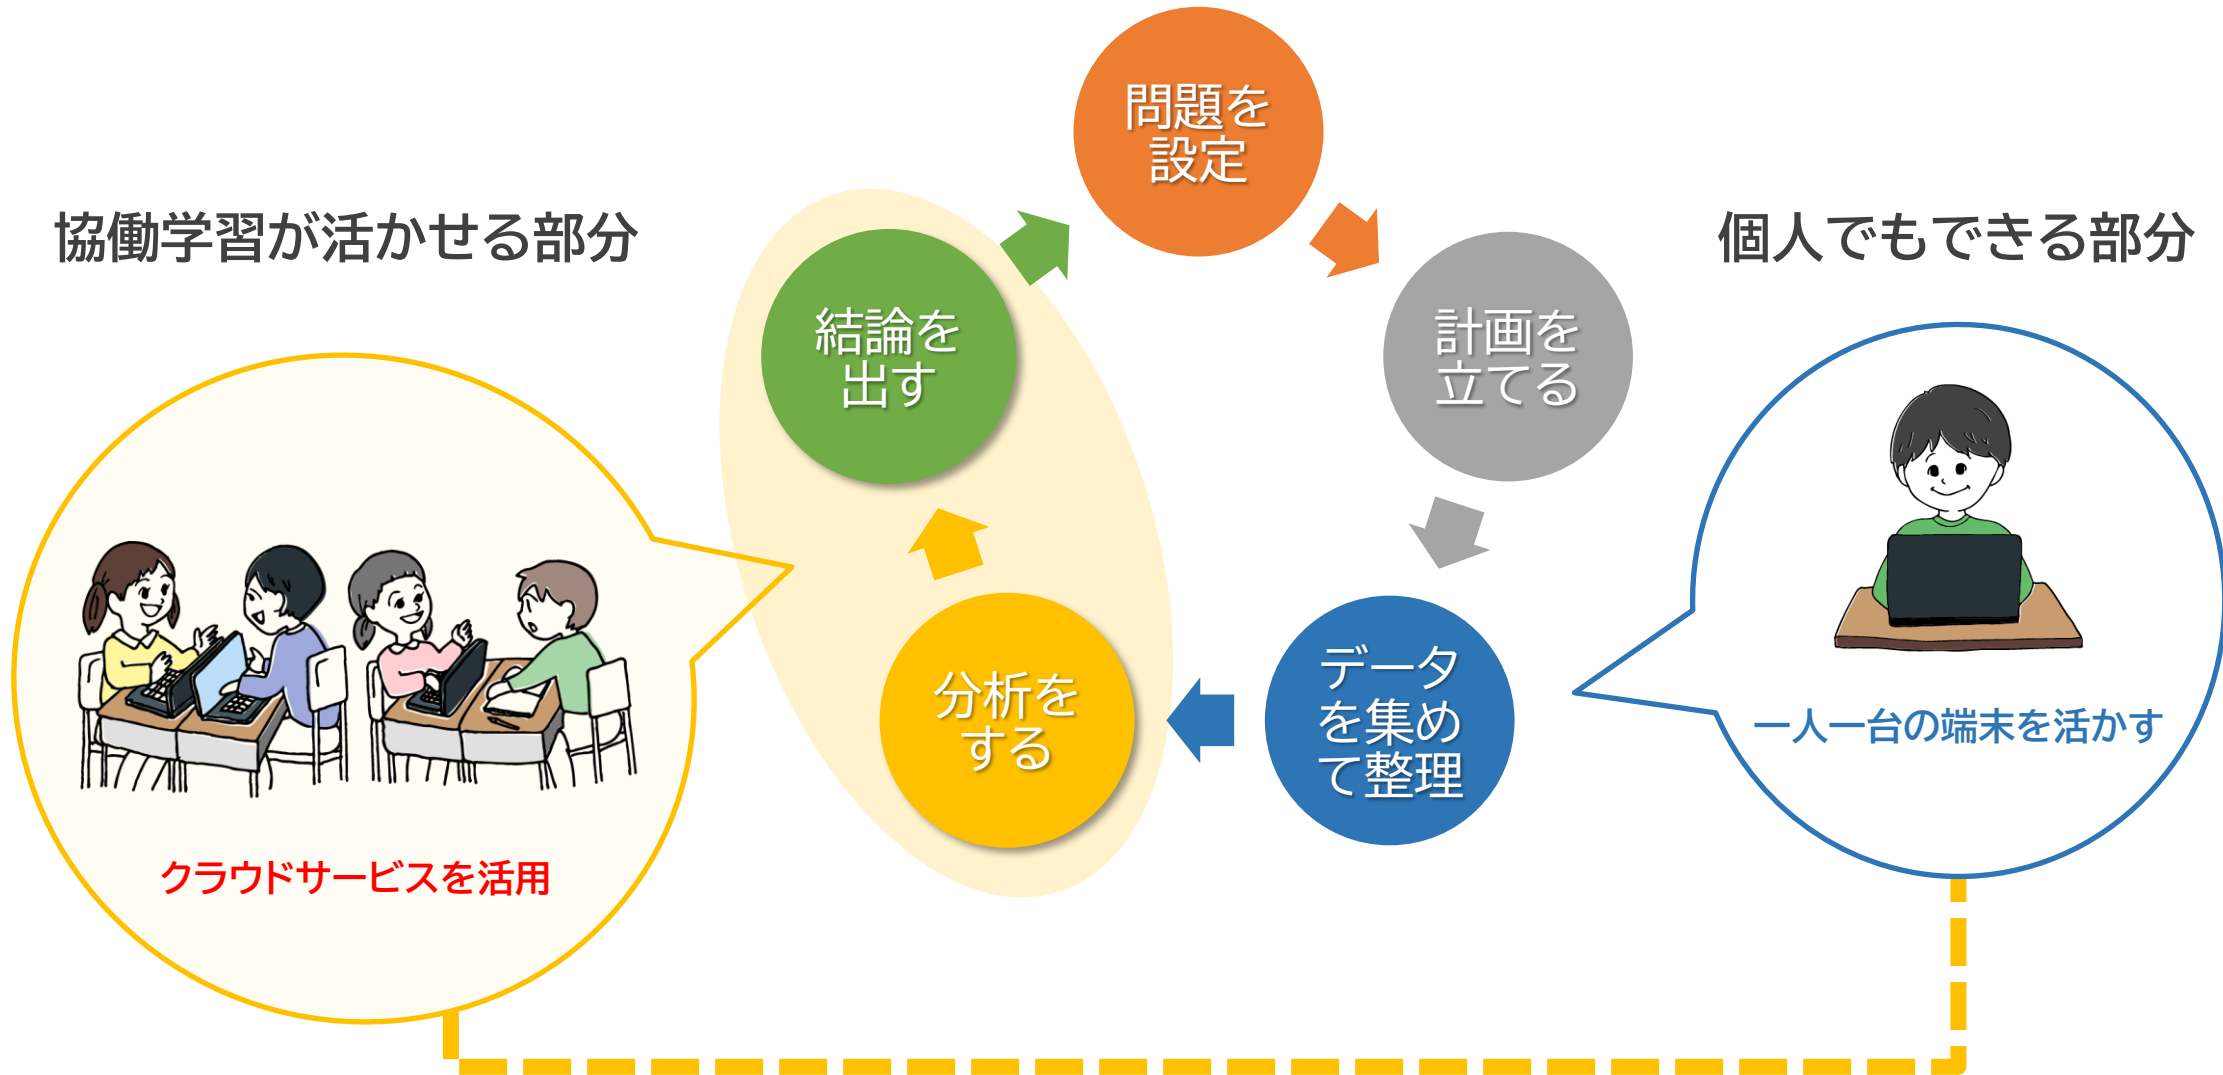 問題を
設定
協働学習が活かせる部分
個人でもできる部分
結論を
出す
計画を
立てる
分析を
する
データ
を集め
て整理
一人一台の端末を活かす
クラウドサービスを活用